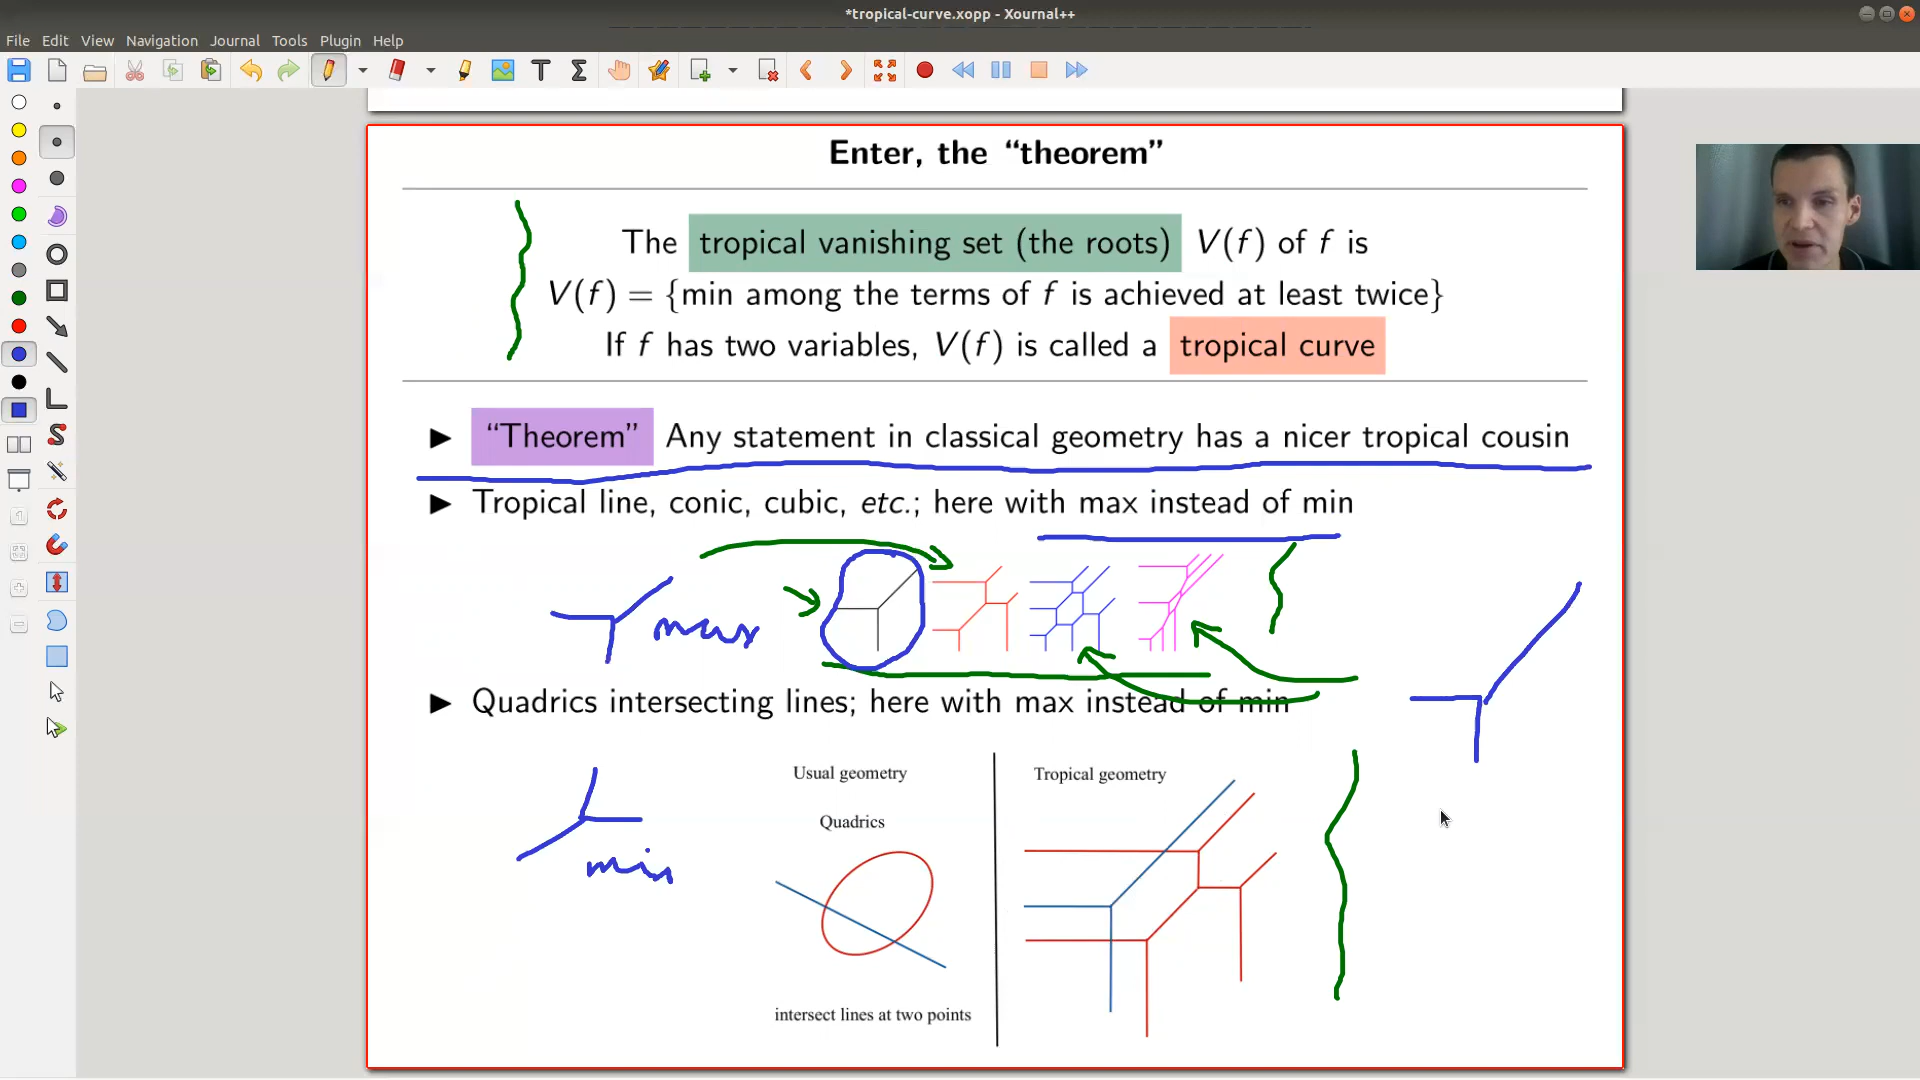 *tropical-curve.xopp - Xournal++
File Edit View Navigation Journal Tools Plugin Help
Enter, the “theorem”
The tropical vanishing set (the roots) V(f) of f is
V(f) = {min among the terms of f is achieved at least twice}
If f has two variables, V(f) is called a tropical curve
▶ “Theorem” Any statement in classical geometry has a nicer tropical cousin
▶ Tropical line, conic, cubic, etc.; here with max instead of min
max
▶ Quadrics intersecting lines; here with max instead of min
min
Usual geometry
Quadrics
intersect lines at two points
Tropical geometry